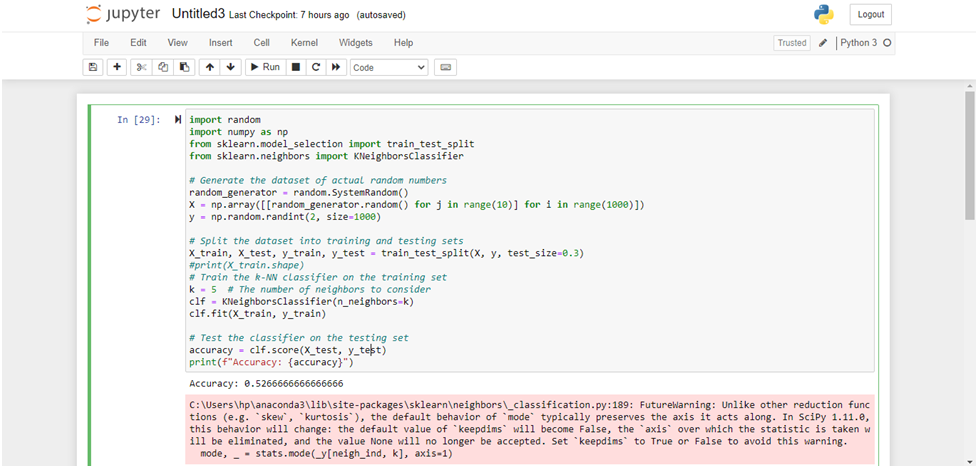 jupyter Untitled3 Last Checkpoint: 7 hours ago (autosaved)
Logout
File Edit View Insert Cell Kernel Widgets Help
Trusted Python 3
Run Code
In [29]:
import random
import numpy as np
from sklearn.model_selection import train_test_split
from sklearn.neighbors import KNeighborsClassifier
# Generate the dataset of actual random numbers
random_generator = random.SystemRandom()
X = np.array([[random_generator.random() for j in range(10)] for i in range(1000)])
y = np.random.randint(2, size=1000)
# Split the dataset into training and testing sets
X_train, X_test, y_train, y_test = train_test_split(X, y, test_size=0.3)
#print(X_train.shape)
# Train the k-NN classifier on the training set
k = 5 # The number of neighbors to consider
clf = KNeighborsClassifier(n_neighbors=k)
clf.fit(X_train, y_train)
# Test the classifier on the testing set
accuracy = clf.score(X_test, y_test)
print(f"Accuracy: {accuracy}")
Accuracy: 0.5266666666666666
C:\Users\hp\anaconda3\lib\site-packages\sklearn\neighbors\_classification.py:189: FutureWarning: Unlike other reduction func
tions (e.g. `skew`, `kurtosis`), the default behavior of `mode` typically preserves the axis it acts along. In SciPy 1.11.0,
this behavior will change: the default value of `keepdims` will become False, the `axis` over which the statistic is taken w
ill be eliminated, and the value None will no longer be accepted. Set `keepdims` to True or False to avoid this warning.
mode, _ = stats.mode(_y[neigh_ind, k], axis=1)